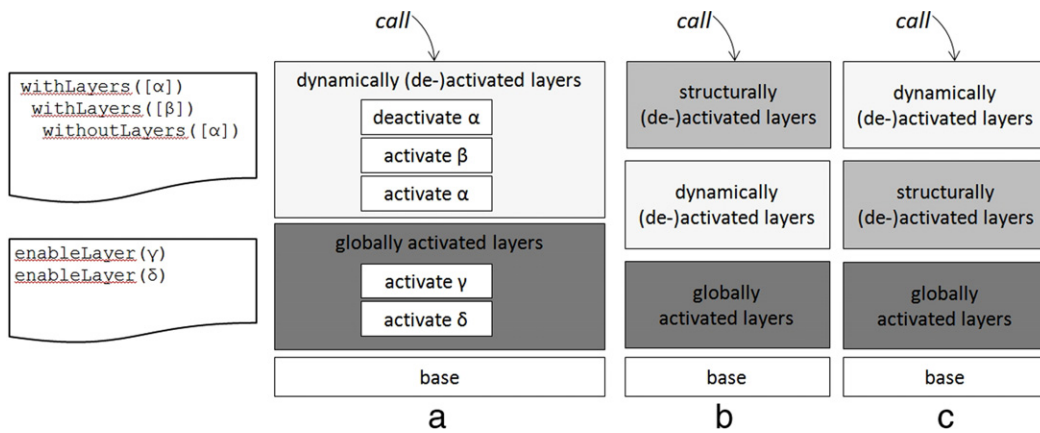 withLayers([α])
withLayers([β])
withoutLayers([α])
enableLayer(γ)
enableLayer(δ)
call
dynamically (de-)activated layers
deactivate α
activate β
activate α
globally activated layers
activate γ
activate δ
base
a
call
structurally
(de-)activated layers
dynamically
(de-)activated layers
globally
activated layers
base
b
call
dynamically
(de-)activated layers
structurally
(de-)activated layers
globally
activated layers
base
c